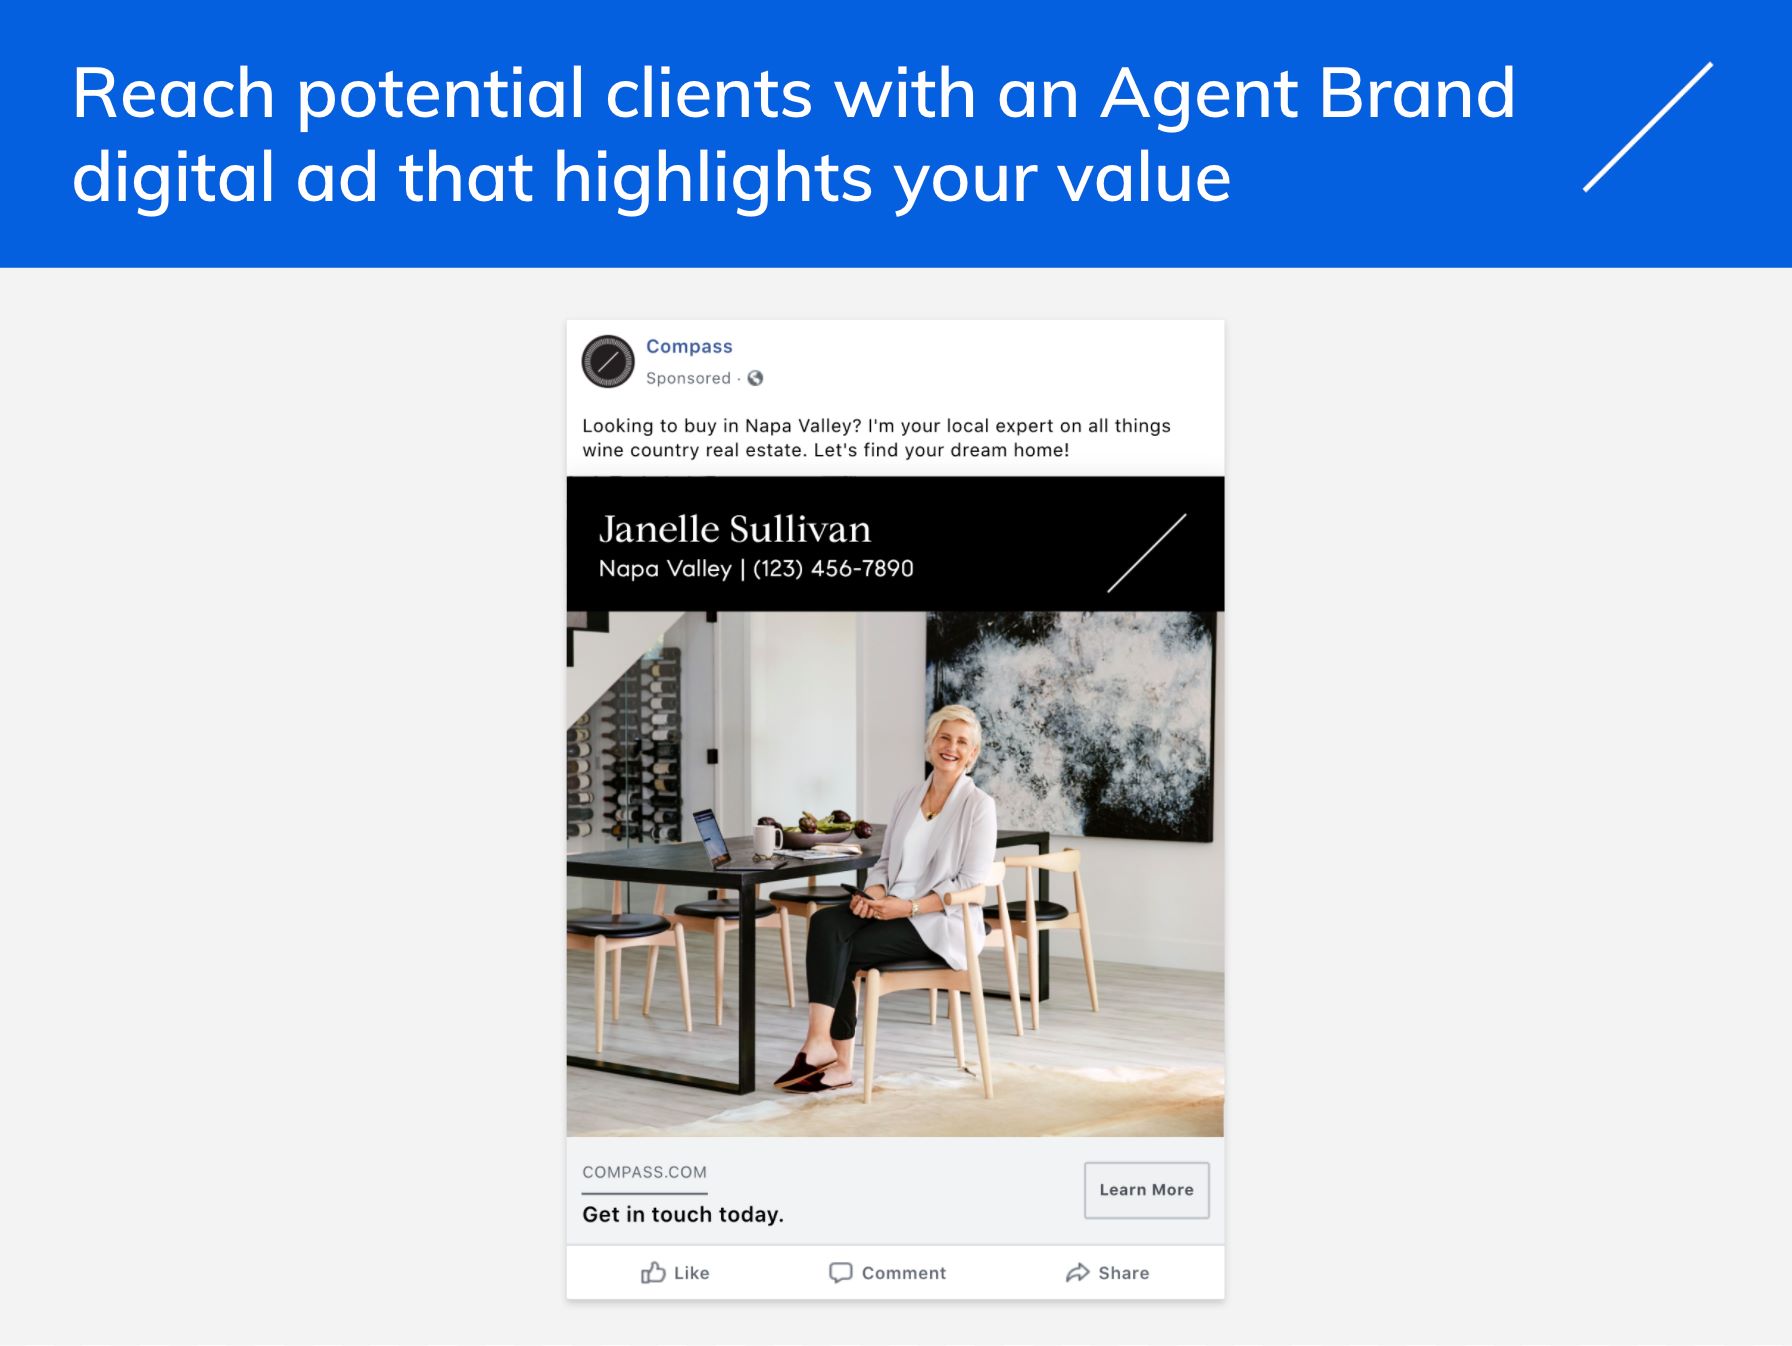 Reach potential clients with an Agent Brand
digital ad that highlights your value
Compass
Sponsored ·
Looking to buy in Napa Valley? I'm your local expert on all things
wine country real estate. Let's find your dream home!
Janelle Sullivan
Napa Valley | (123) 456-7890
COMPASS.COM
Get in touch today.
Learn More
Like
Comment
Share